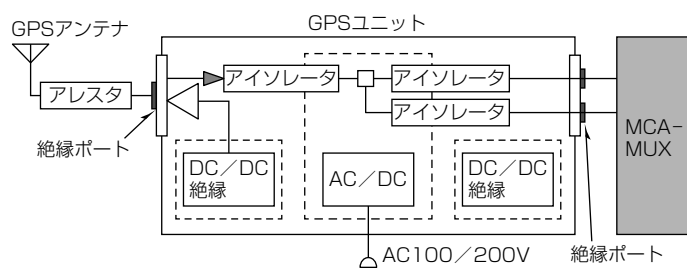 GPSユニット
GPSアンテナ
アイソレータ
アイソレータ
アレスタ
アイソレータ
絶縁ポート
MCA-
MUX
DC／DC
絶縁
AC／DC
DC／DC
絶縁
AC100／200V
絶縁ポート